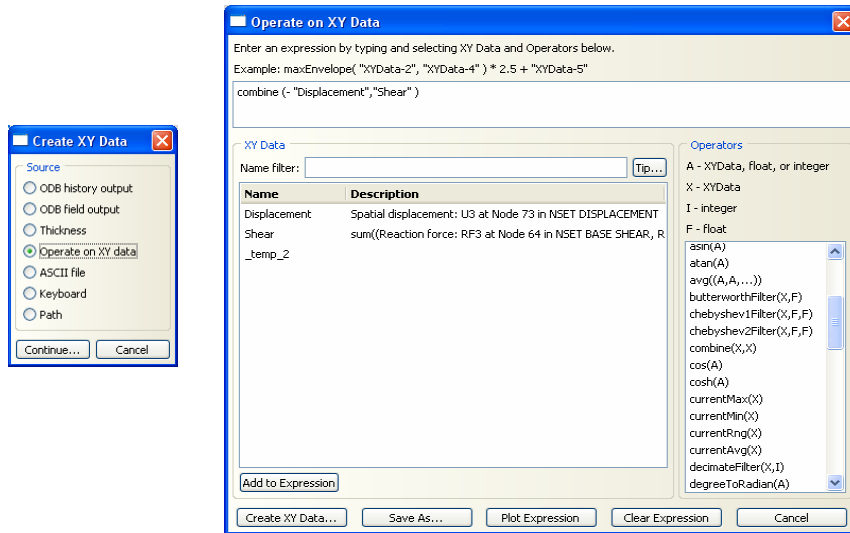 Create XY Data
Source
ODB history output
ODB field output
Thickness
Operate on XY data
ASCII file
Keyboard
Path
Continue...
Cancel
Operate on XY Data
Enter an expression by typing and selecting XY Data and Operators below.
Example: maxEnvelope( "XYData-2", "XYData-4" ) * 2.5 + "XYData-5"
combine (- "Displacement","Shear" )
XY Data
Name filter:
Tip...
Name Description
Displacement Spatial displacement: U3 at Node 73 in NSET DISPLACEMENT
Shear sum((Reaction force: RF3 at Node 64 in NSET BASE SHEAR, R
_temp_2
Add to Expression
Operators
A - XYData, float, or integer
X - XYData
I - integer
F - float
asin(A)
atan(A)
avg((A,A,...))
butterworthFilter(X,F)
chebyshev1Filter(X,F,F)
chebyshev2Filter(X,F,F)
combine(X,X)
cos(A)
cosh(A)
currentMax(X)
currentMin(X)
currentRng(X)
currentAvg(X)
decimateFilter(X,I)
degreeToRadian(A)
Create XY Data...
Save As...
Plot Expression
Clear Expression
Cancel